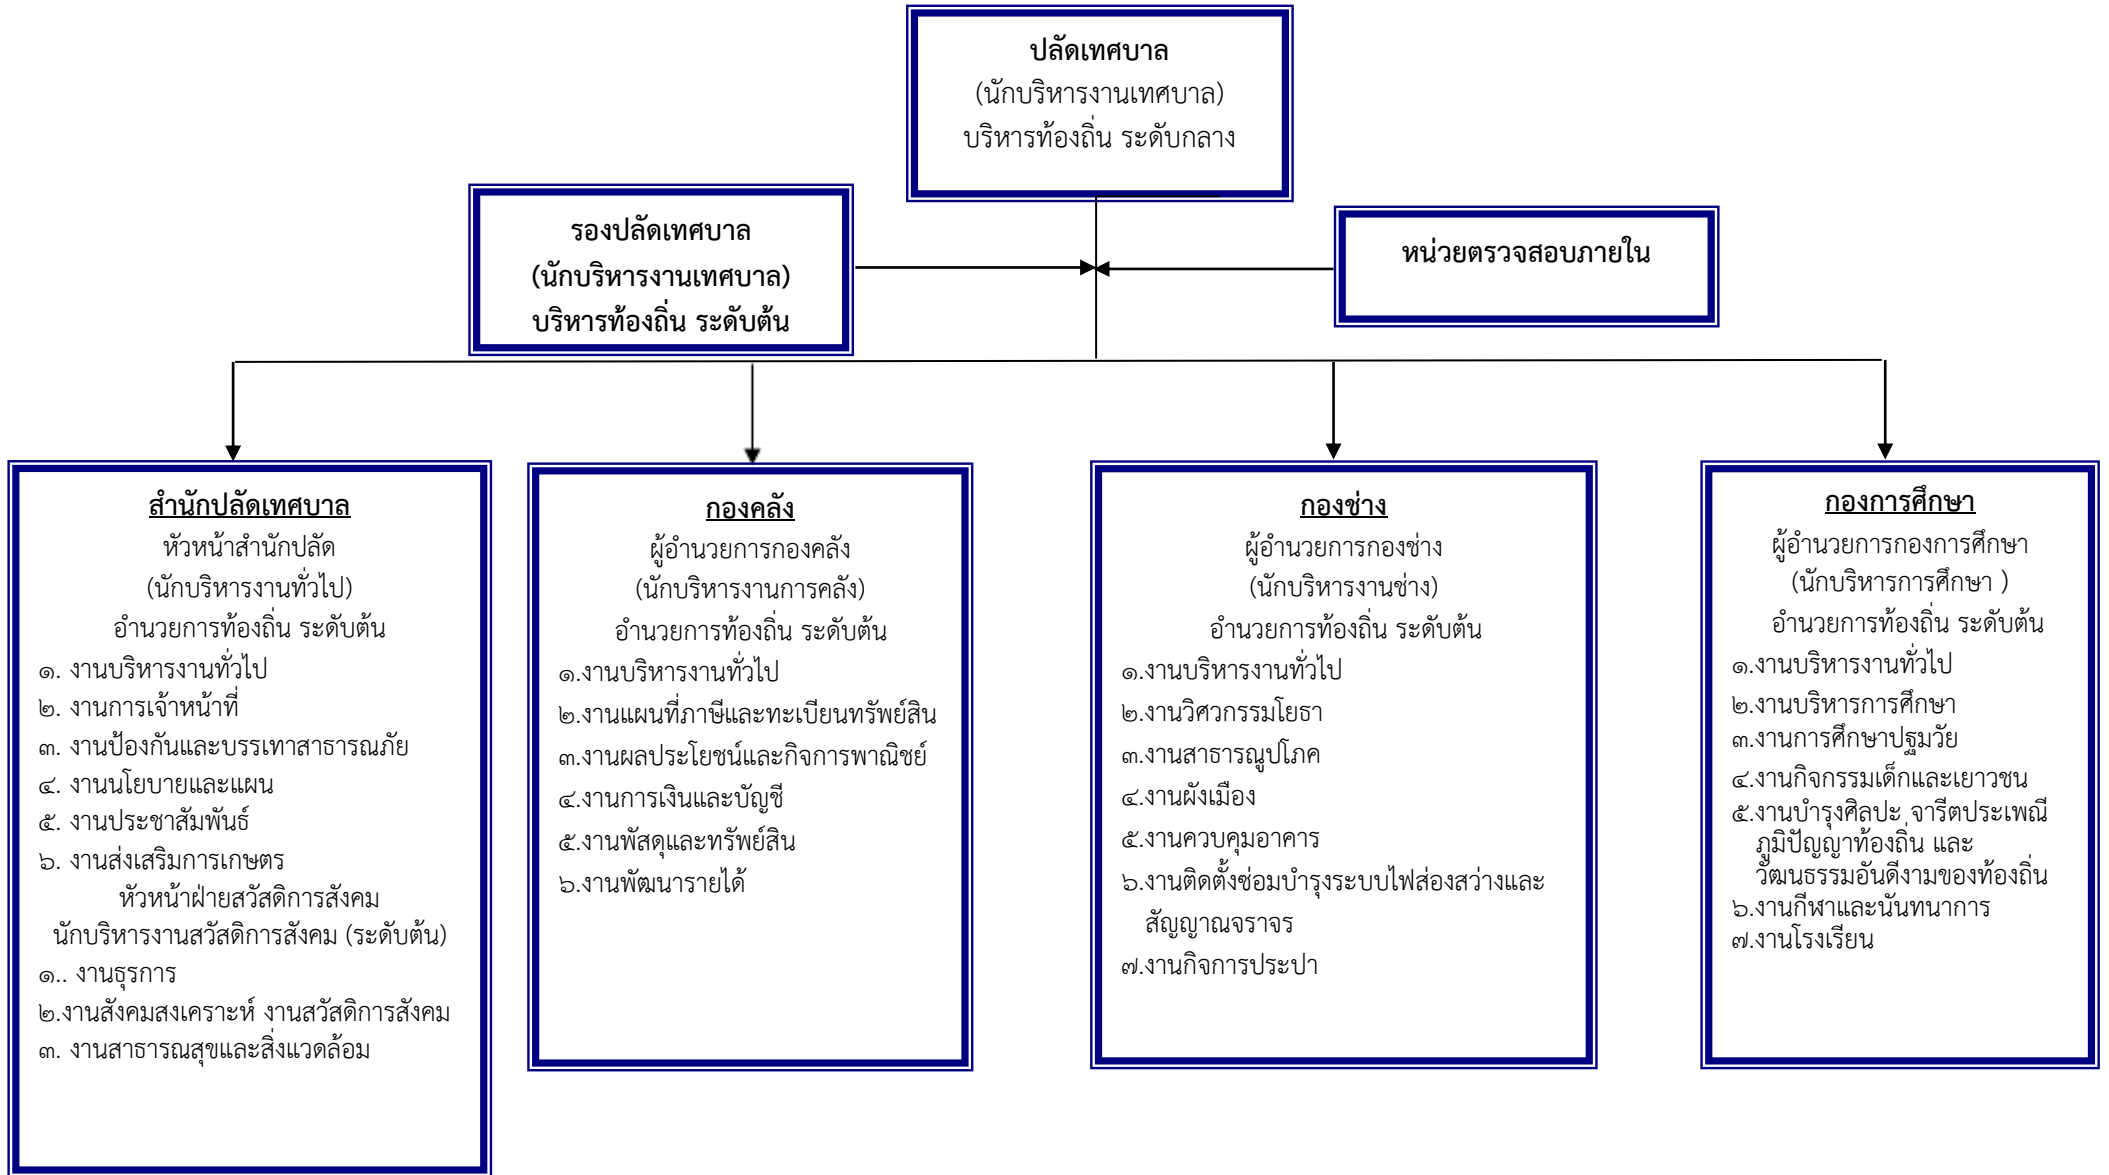 ปลัดเทศบาล
(นักบริหารงานเทศบาล)
บริหารท้องถิ่น ระดับกลาง
รองปลัดเทศบาล
(นักบริหารงานเทศบาล)
บริหารท้องถิ่น ระดับต้น
หน่วยตรวจสอบภายใน
สำนักปลัดเทศบาล
หัวหน้าสำนักปลัด
(นักบริหารงานทั่วไป)
อำนวยการท้องถิ่น ระดับต้น
๑. งานบริหารงานทั่วไป
๒. งานการเจ้าหน้าที่
๓. งานป้องกันและบรรเทาสาธารณภัย
๔. งานนโยบายและแผน
๕. งานประชาสัมพันธ์
๖. งานส่งเสริมการเกษตร
หัวหน้าฝ่ายสวัสดิการสังคม
นักบริหารงานสวัสดิการสังคม (ระดับต้น)
๑.. งานธุรการ
๒.งานสังคมสงเคราะห์ งานสวัสดิการสังคม
๓. งานสาธารณสุขและสิ่งแวดล้อม
กองคลัง
ผู้อำนวยการกองคลัง
(นักบริหารงานการคลัง)
อำนวยการท้องถิ่น ระดับต้น
๑.งานบริหารงานทั่วไป
๒.งานแผนที่ภาษีและทะเบียนทรัพย์สิน
๓.งานผลประโยชน์และกิจการพาณิชย์
๔.งานการเงินและบัญชี
๕.งานพัสดุและทรัพย์สิน
๖.งานพัฒนารายได้
กองช่าง
ผู้อำนวยการกองช่าง
(นักบริหารงานช่าง)
อำนวยการท้องถิ่น ระดับต้น
๑.งานบริหารงานทั่วไป
๒.งานวิศวกรรมโยธา
๓.งานสาธารณูปโภค
๔.งานผังเมือง
๕.งานควบคุมอาคาร
๖.งานติดตั้งซ่อมบำรุงระบบไฟส่องสว่างและ
สัญญาณจราจร
๗.งานกิจการประปา
กองการศึกษา
ผู้อำนวยการกองการศึกษา
(นักบริหารการศึกษา )
อำนวยการท้องถิ่น ระดับต้น
๑.งานบริหารงานทั่วไป
๒.งานบริหารการศึกษา
๓.งานการศึกษาปฐมวัย
๔.งานกิจกรรมเด็กและเยาวชน
๕.งานบำรุงศิลปะ จารีตประเพณี
ภูมิปัญญาท้องถิ่น และ
วัฒนธรรมอันดีงามของท้องถิ่น
๖.งานกีฬาและนันทนาการ
๗.งานโรงเรียน